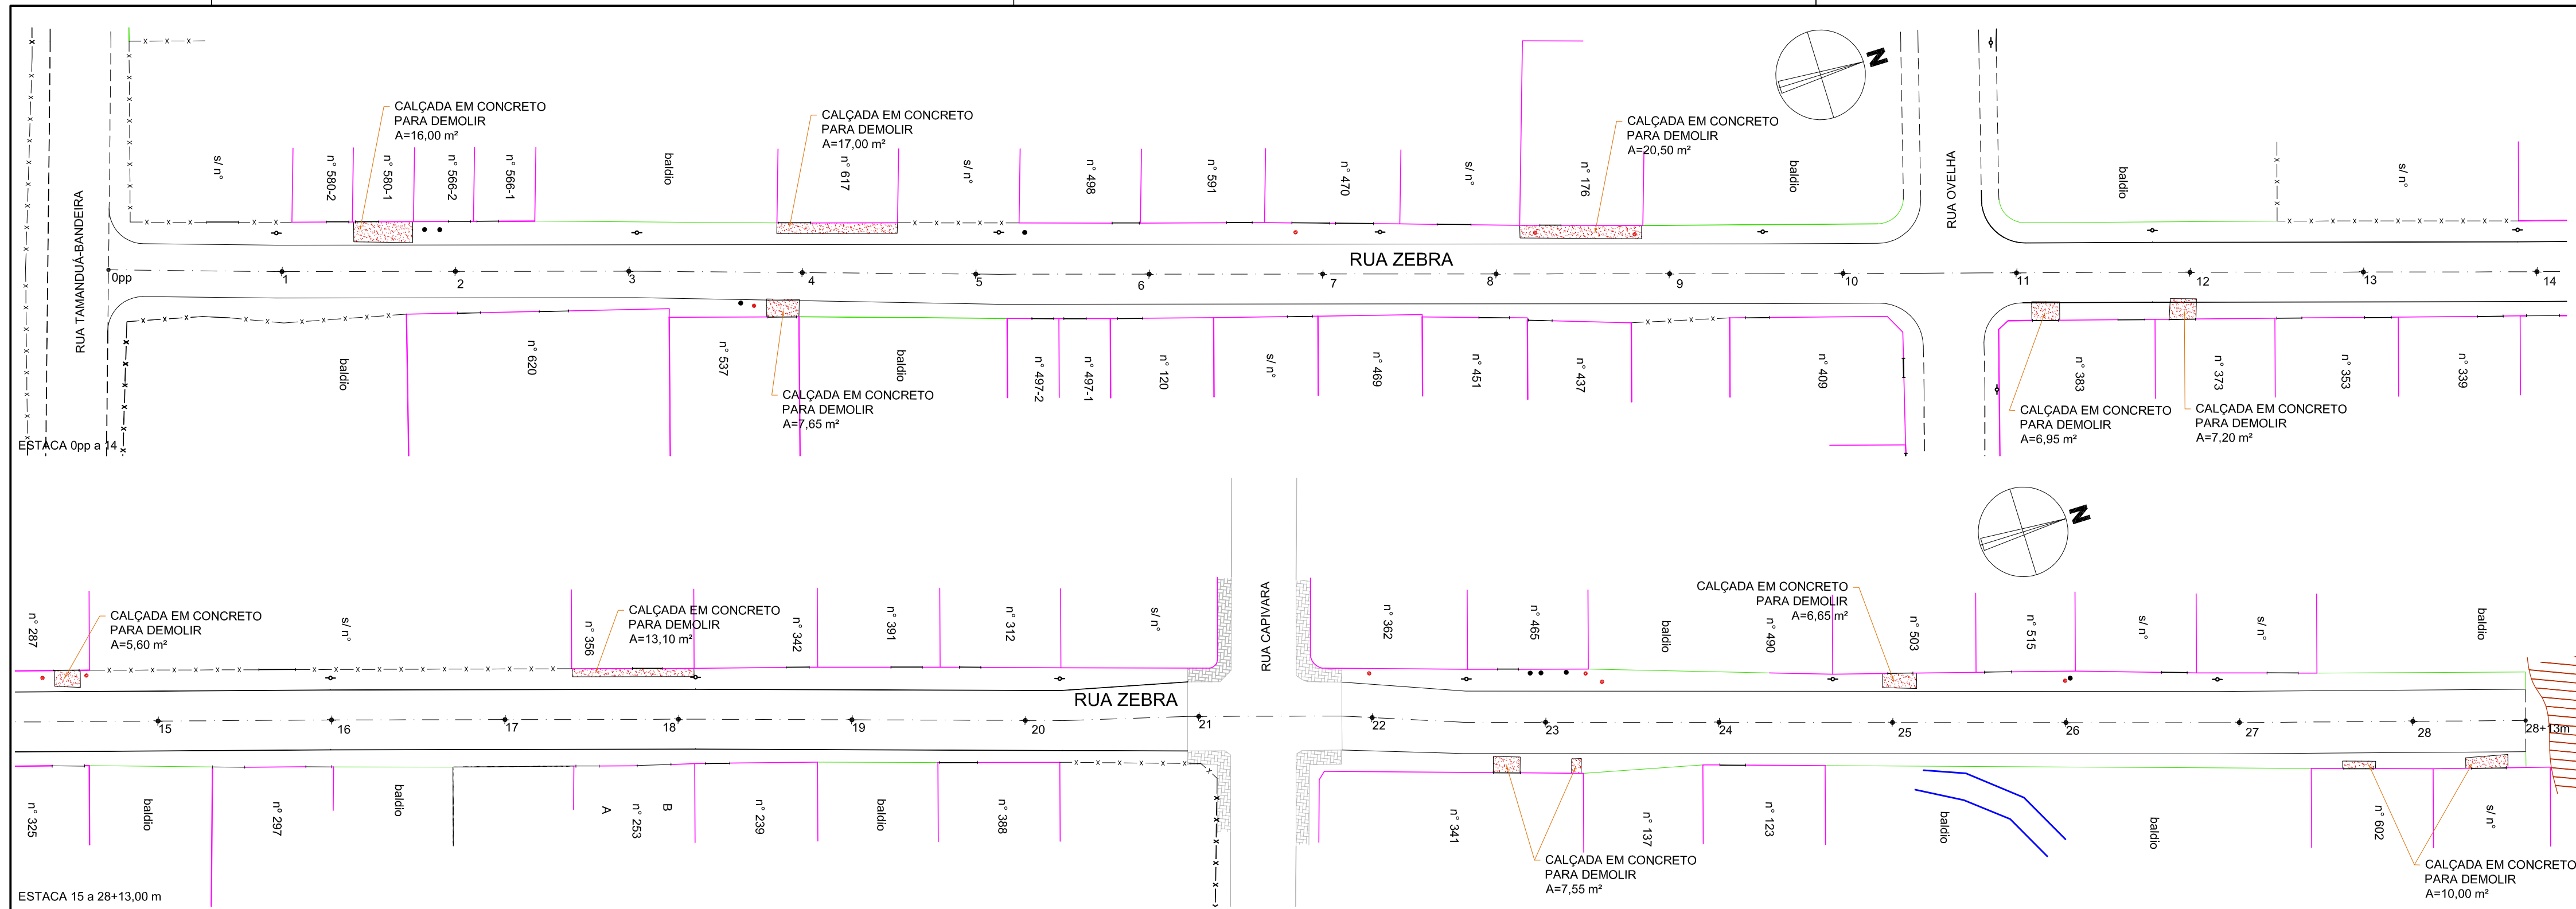 CALÇADA EM CONCRETO
PARA DEMOLIR
A=16,00 m²
CALÇADA EM CONCRETO
PARA DEMOLIR
A=17,00 m²
CALÇADA EM CONCRETO
PARA DEMOLIR
A=20,50 m²
N
RUA TAMANDUÁ-BANDEIRA
s/ n°
n° 580-2
n° 580-1
n° 566-2
n° 566-1
baldio
n° 617
s/ n°
n° 498
n° 591
n° 470
s/ n°
n° 176
baldio
RUA OVELHA
baldio
s/ n°
RUA ZEBRA
0pp
1
2
3
4
5
6
7
8
9
10
11
12
13
14
baldio
n° 620
n° 537
baldio
n° 497-2
n° 497-1
n° 120
s/ n°
n° 469
n° 451
n° 437
n° 409
n° 383
n° 373
n° 353
n° 339
CALÇADA EM CONCRETO
PARA DEMOLIR
A=7,65 m²
CALÇADA EM CONCRETO
PARA DEMOLIR
A=6,95 m²
CALÇADA EM CONCRETO
PARA DEMOLIR
A=7,20 m²
ESTACA 0pp a 14
N
n° 287
CALÇADA EM CONCRETO
PARA DEMOLIR
A=5,60 m²
s/ n°
n° 356
CALÇADA EM CONCRETO
PARA DEMOLIR
A=13,10 m²
n° 342
n° 391
n° 312
s/ n°
RUA CAPIVARA
n° 362
n° 465
baldio
CALÇADA EM CONCRETO
PARA DEMOLIR
A=6,65 m²
n° 490
n° 503
n° 515
s/ n°
s/ n°
baldio
RUA ZEBRA
15
16
17
18
19
20
21
22
23
24
25
26
27
28
28+13m
n° 325
baldio
nº 297
baldio
A
n° 253
B
n° 239
baldio
n° 388
n° 341
n° 137
n° 123
baldio
baldio
n° 602
s/ n°
CALÇADA EM CONCRETO
PARA DEMOLIR
A=7,55 m²
CALÇADA EM CONCRETO
PARA DEMOLIR
A=10,00 m²
ESTACA 15 a 28+13,00 m